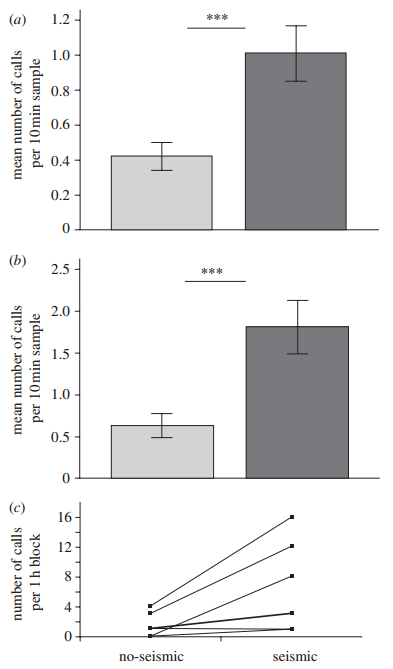 (a)
mean number of calls
per 10 min sample
1.2
1.0
0.8
0.6
0.4
0.2
0
***
(b)
mean number of calls
per 10 min sample
2.5
2.0
1.5
1.0
0.5
0
***
(c)
number of calls
per 1 h block
16
12
8
4
0
no-seismic
seismic